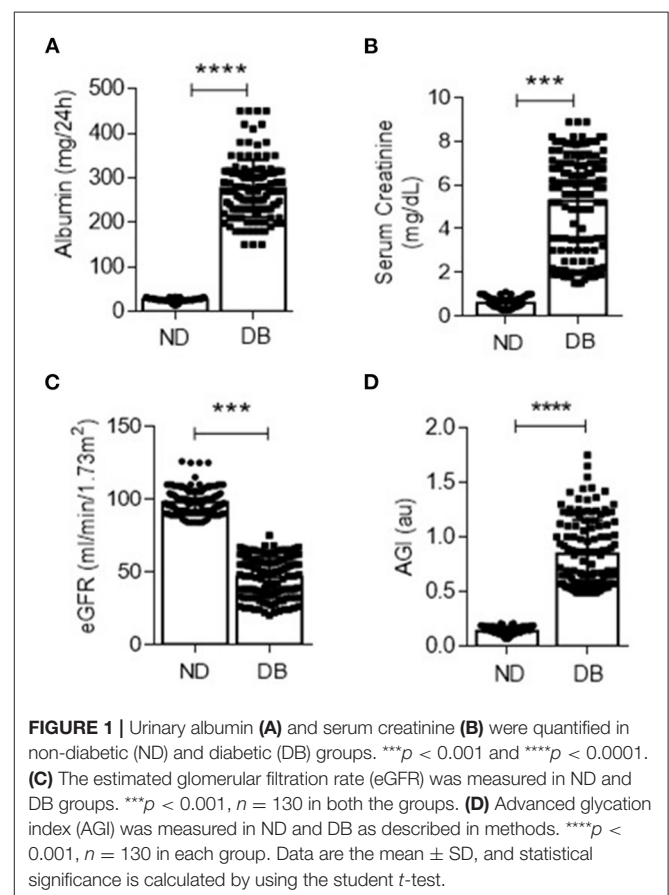 A
****
Albumin (mg/24h)
500
400
300
200
100
0
ND
DB
B
***
Serum Creatinine
(mg/dL)
10
8
6
4
2
0
ND
DB
C
***
eGFR (ml/min/1.73m²)
150
100
50
0
ND
DB
D
****
AGI (au)
2.0
1.5
1.0
0.5
0.0
ND
DB
FIGURE 1 | Urinary albumin (A) and serum creatinine (B) were quantified in
non-diabetic (ND) and diabetic (DB) groups. ***p < 0.001 and ****p < 0.0001.
(C) The estimated glomerular filtration rate (eGFR) was measured in ND and
DB groups. ***p < 0.001, n = 130 in both the groups. (D) Advanced glycation
index (AGI) was measured in ND and DB as described in methods. ****p <
0.001, n = 130 in each group. Data are the mean ± SD, and statistical
significance is calculated by using the student t-test.